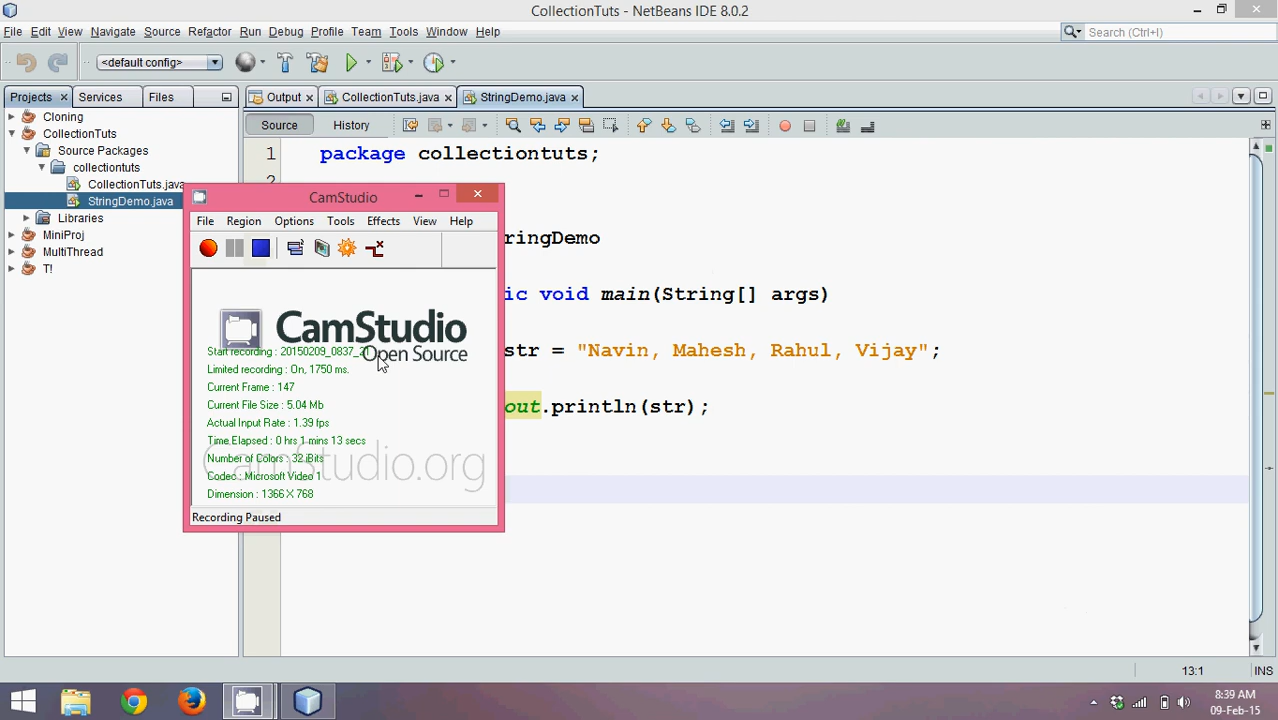 CollectionTuts - NetBeans IDE 8.0.2
File Edit View Navigate Source Refactor Run Debug Profile Team Tools Window Help
Search (Ctrl+I)
<default config>
Projects Services Files
Output CollectionTuts.java StringDemo.java
Source History
Cloning
CollectionTuts
Source Packages
collectiontuts
CollectionTuts.java
StringDemo.java
Libraries
MiniProj
MultiThread
T!
1 package collectiontuts;
2
ringDemo
ic void main(String[] args)
str = "Navin, Mahesh, Rahul, Vijay";
out.println(str);
CamStudio
File Region Options Tools Effects View Help
CamStudio
Open Source
Start recording : 20150209_0837_21
Limited recording : On, 1750 ms.
Current Frame : 147
Current File Size : 5.04 Mb
Actual Input Rate : 1.39 fps
Time Elapsed : 0 hrs 1 mins 13 secs
CamStudio.org
Number of Colors : 32 Bits
Codec : Microsoft Video 1
Dimension : 1366 X 768
Recording Paused
13:1 INS
8:39 AM
09-Feb-15